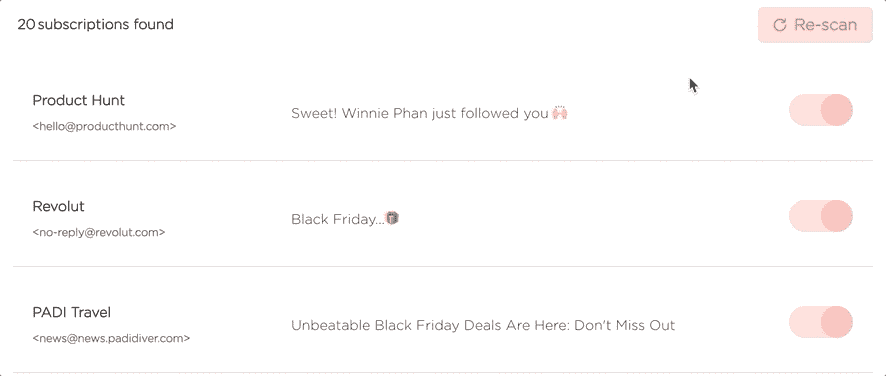 20 subscriptions found
Re-scan
Product Hunt
<hello@producthunt.com>
Sweet! Winnie Phan just followed you 🙌
Revolut
<no-reply@revolut.com>
Black Friday...🎁
PADI Travel
<news@news.padidiver.com>
Unbeatable Black Friday Deals Are Here: Don't Miss Out